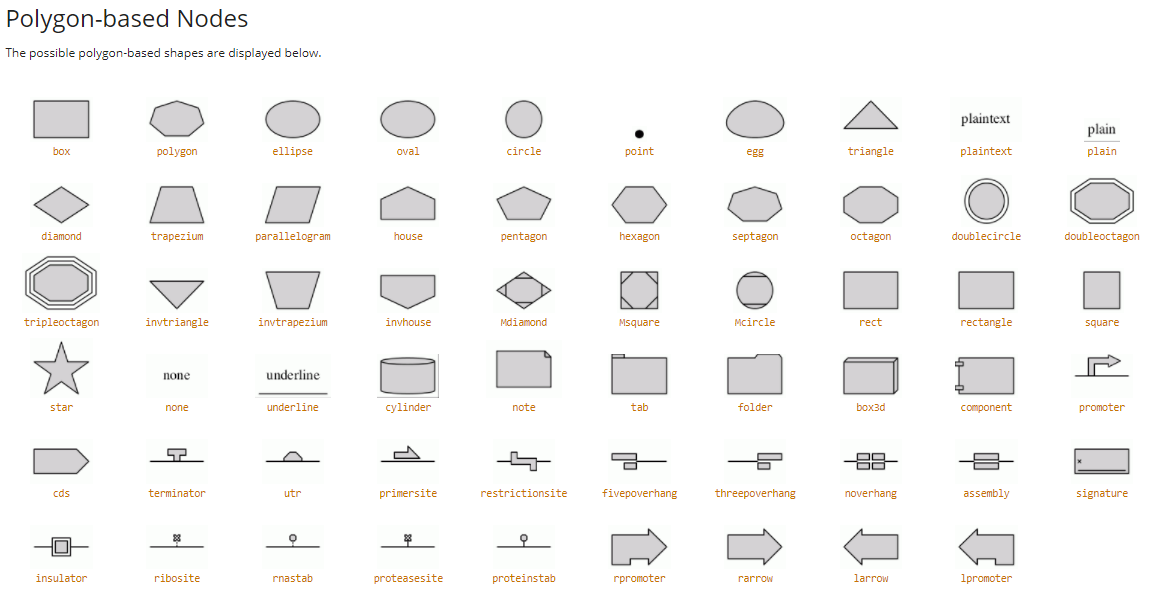 Polygon-based Nodes
The possible polygon-based shapes are displayed below.
plaintext
plain
box polygon ellipse oval circle point egg triangle plaintext plain
diamond trapezium parallelogram house pentagon hexagon septagon octagon doublecircle doubleoctagon
tripleoctagon invtriangle invtrapezium invhouse Mdiamond Msquare Mcircle rect rectangle square
none underline
star none underline cylinder note tab folder box3d component promoter
x
cds terminator utr primersite restrictionsite fivepoverhang threepoverhang noverhang assembly signature
insulator ribosite rnastab proteasesite proteinstab rpromoter rarrow larrow lpromoter